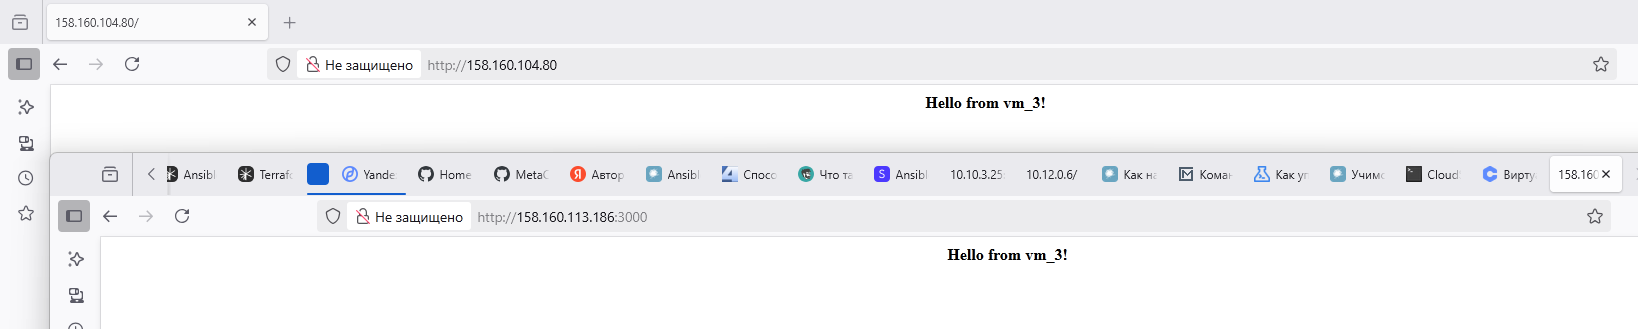 158.160.104.80/
Не защищено http://158.160.104.80
Hello from vm_3!
Ansibl Terrafo Yande Home MetaC Автор Ansibl Спосо Что та Ansibl 10.10.3.25 10.12.0.6/ Как на Коман Как уп Учимс Cloud Вирту 158.160
Не защищено http://158.160.113.186:3000
Hello from vm_3!